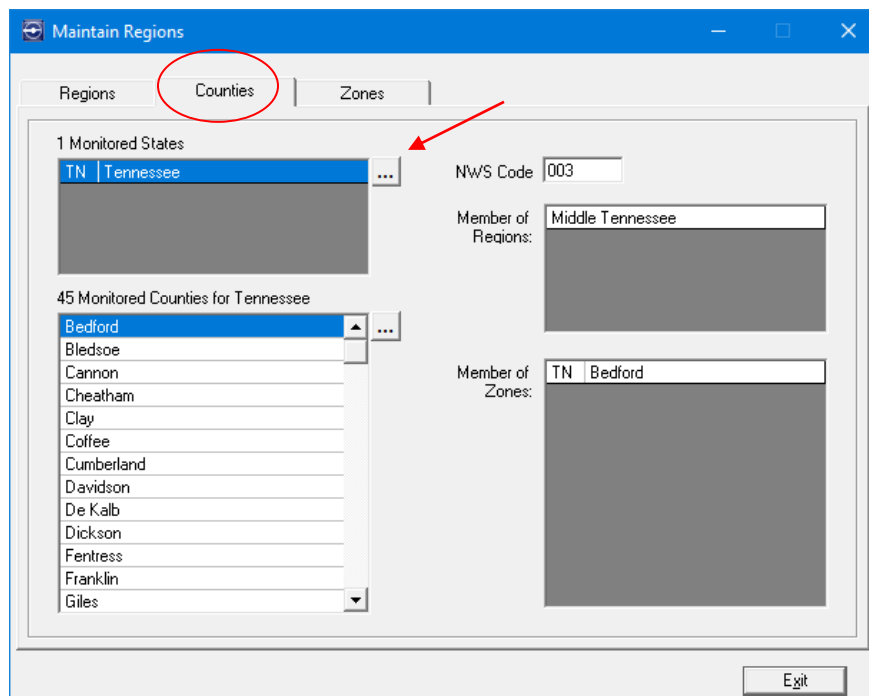 Maintain Regions
Regions Counties Zones
1 Monitored States
TN Tennessee
...
45 Monitored Counties for Tennessee
Bedford
...
Bledsoe
Cannon
Cheatham
Clay
Coffee
Cumberland
Davidson
De Kalb
Dickson
Fentress
Franklin
Giles
NWS Code 003
Member of
Regions:
Middle Tennessee
Member of
Zones:
TN Bedford
Exit